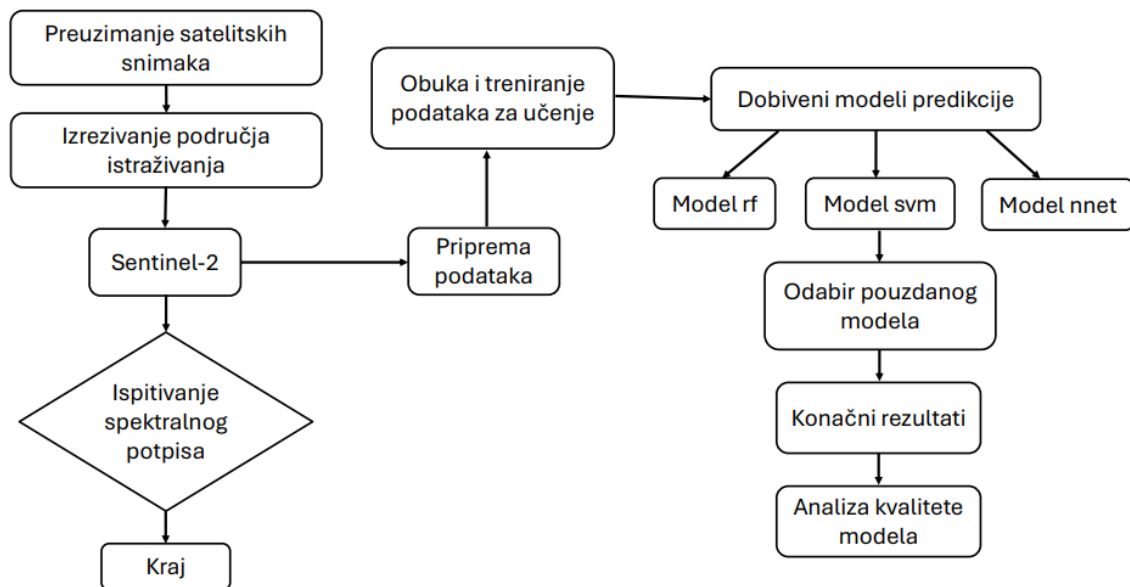 Preuzimanje satelitskih
snimaka
Izrezivanje područja
istraživanja
Sentinel-2
Ispitivanje
spektralnog
potpisa
Kraj
Priprema
podataka
Obuka i treniranje
podataka za učenje
Dobiveni modeli predikcije
Model rf
Model svm
Model nnet
Odabir pouzdanog
modela
Konačni rezultati
Analiza kvalitete
modela